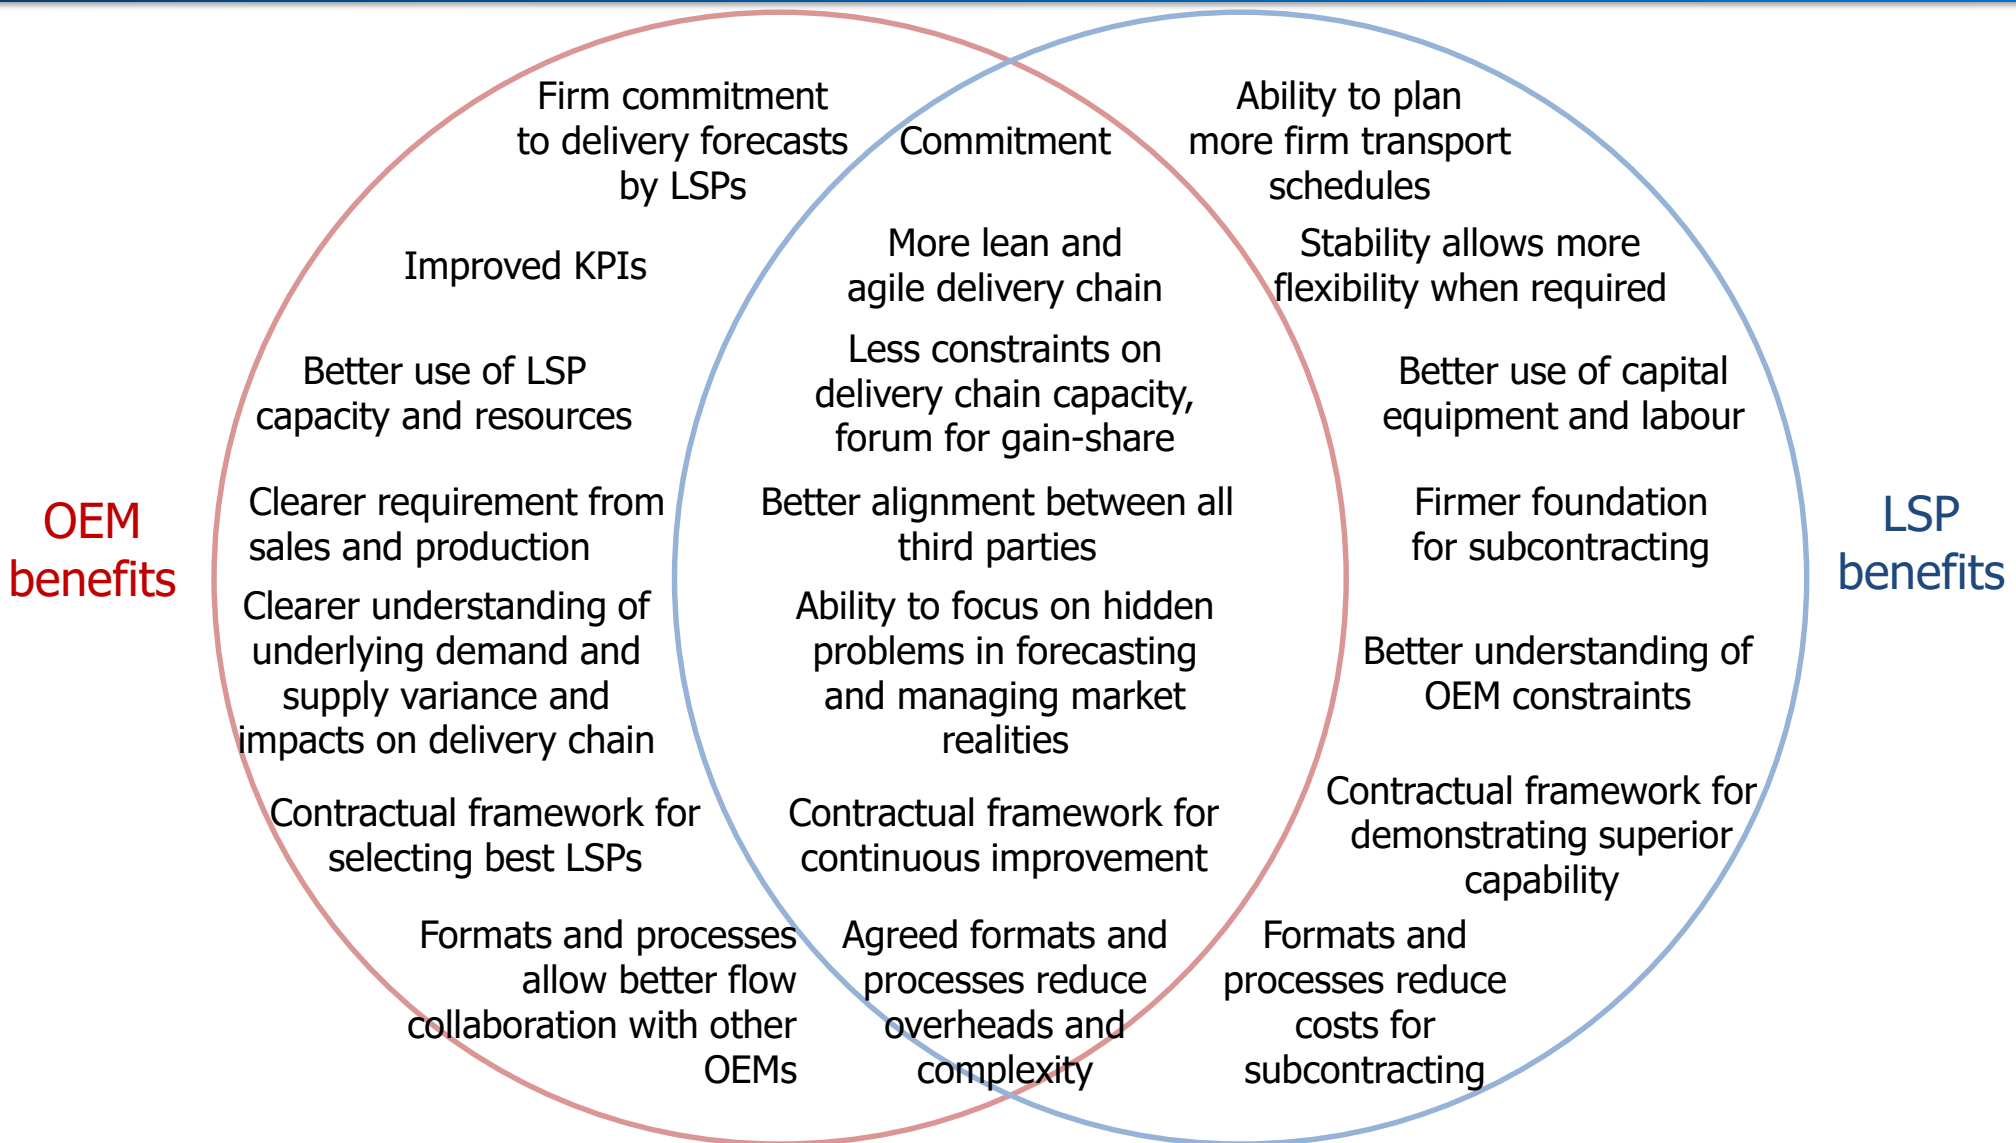 OEM
benefits
Firm commitment
to delivery forecasts
by LSPs
Improved KPIs
Better use of LSP
capacity and resources
Clearer requirement from
sales and production
Clearer understanding of
underlying demand and
supply variance and
impacts on delivery chain
Contractual framework for
selecting best LSPs
Formats and processes
allow better flow
collaboration with other
OEMs
Commitment
More lean and
agile delivery chain
Less constraints on
delivery chain capacity,
forum for gain-share
Better alignment between all
third parties
Ability to focus on hidden
problems in forecasting
and managing market
realities
Contractual framework for
continuous improvement
Agreed formats and
processes reduce
overheads and
complexity
Ability to plan
more firm transport
schedules
Stability allows more
flexibility when required
Better use of capital
equipment and labour
Firmer foundation
for subcontracting
Better understanding of
OEM constraints
Contractual framework for
demonstrating superior
capability
Formats and
processes reduce
costs for
subcontracting
LSP
benefits